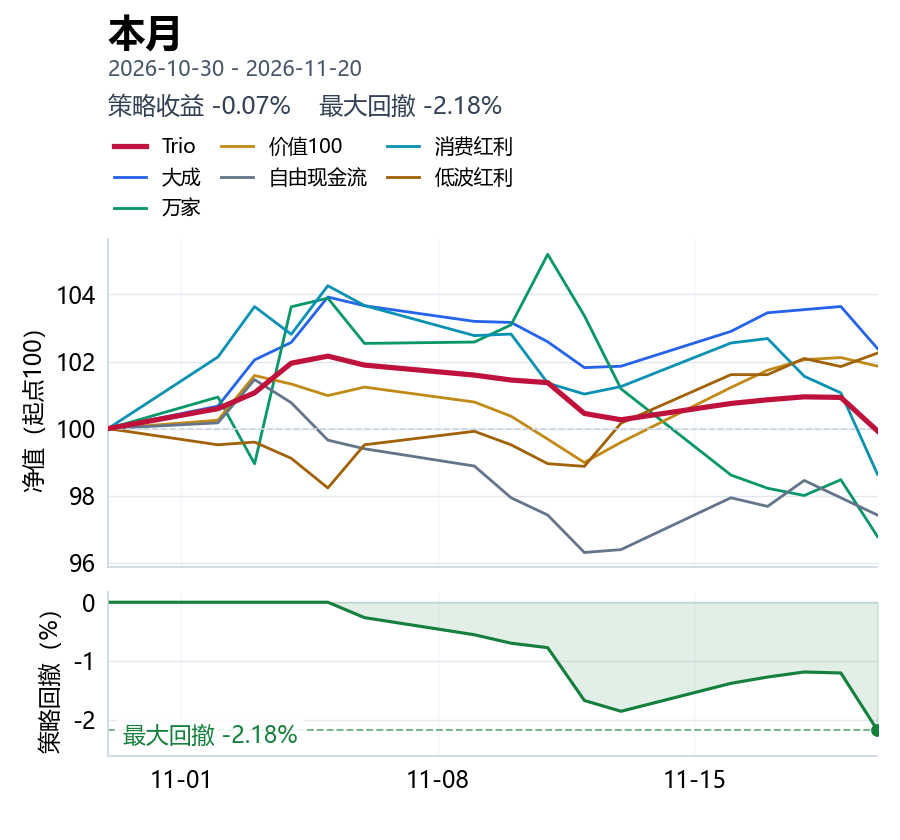 本月
2026-10-30 - 2026-11-20
策略收益 -0.07%    最大回撤 -2.18%
Trio 价值100 消费红利
大成 自由现金流 低波红利
万家
净值（起点100）
104
102
100
98
96
策略回撤（%）
0
-1
-2
最大回撤 -2.18%
11-01 11-08 11-15